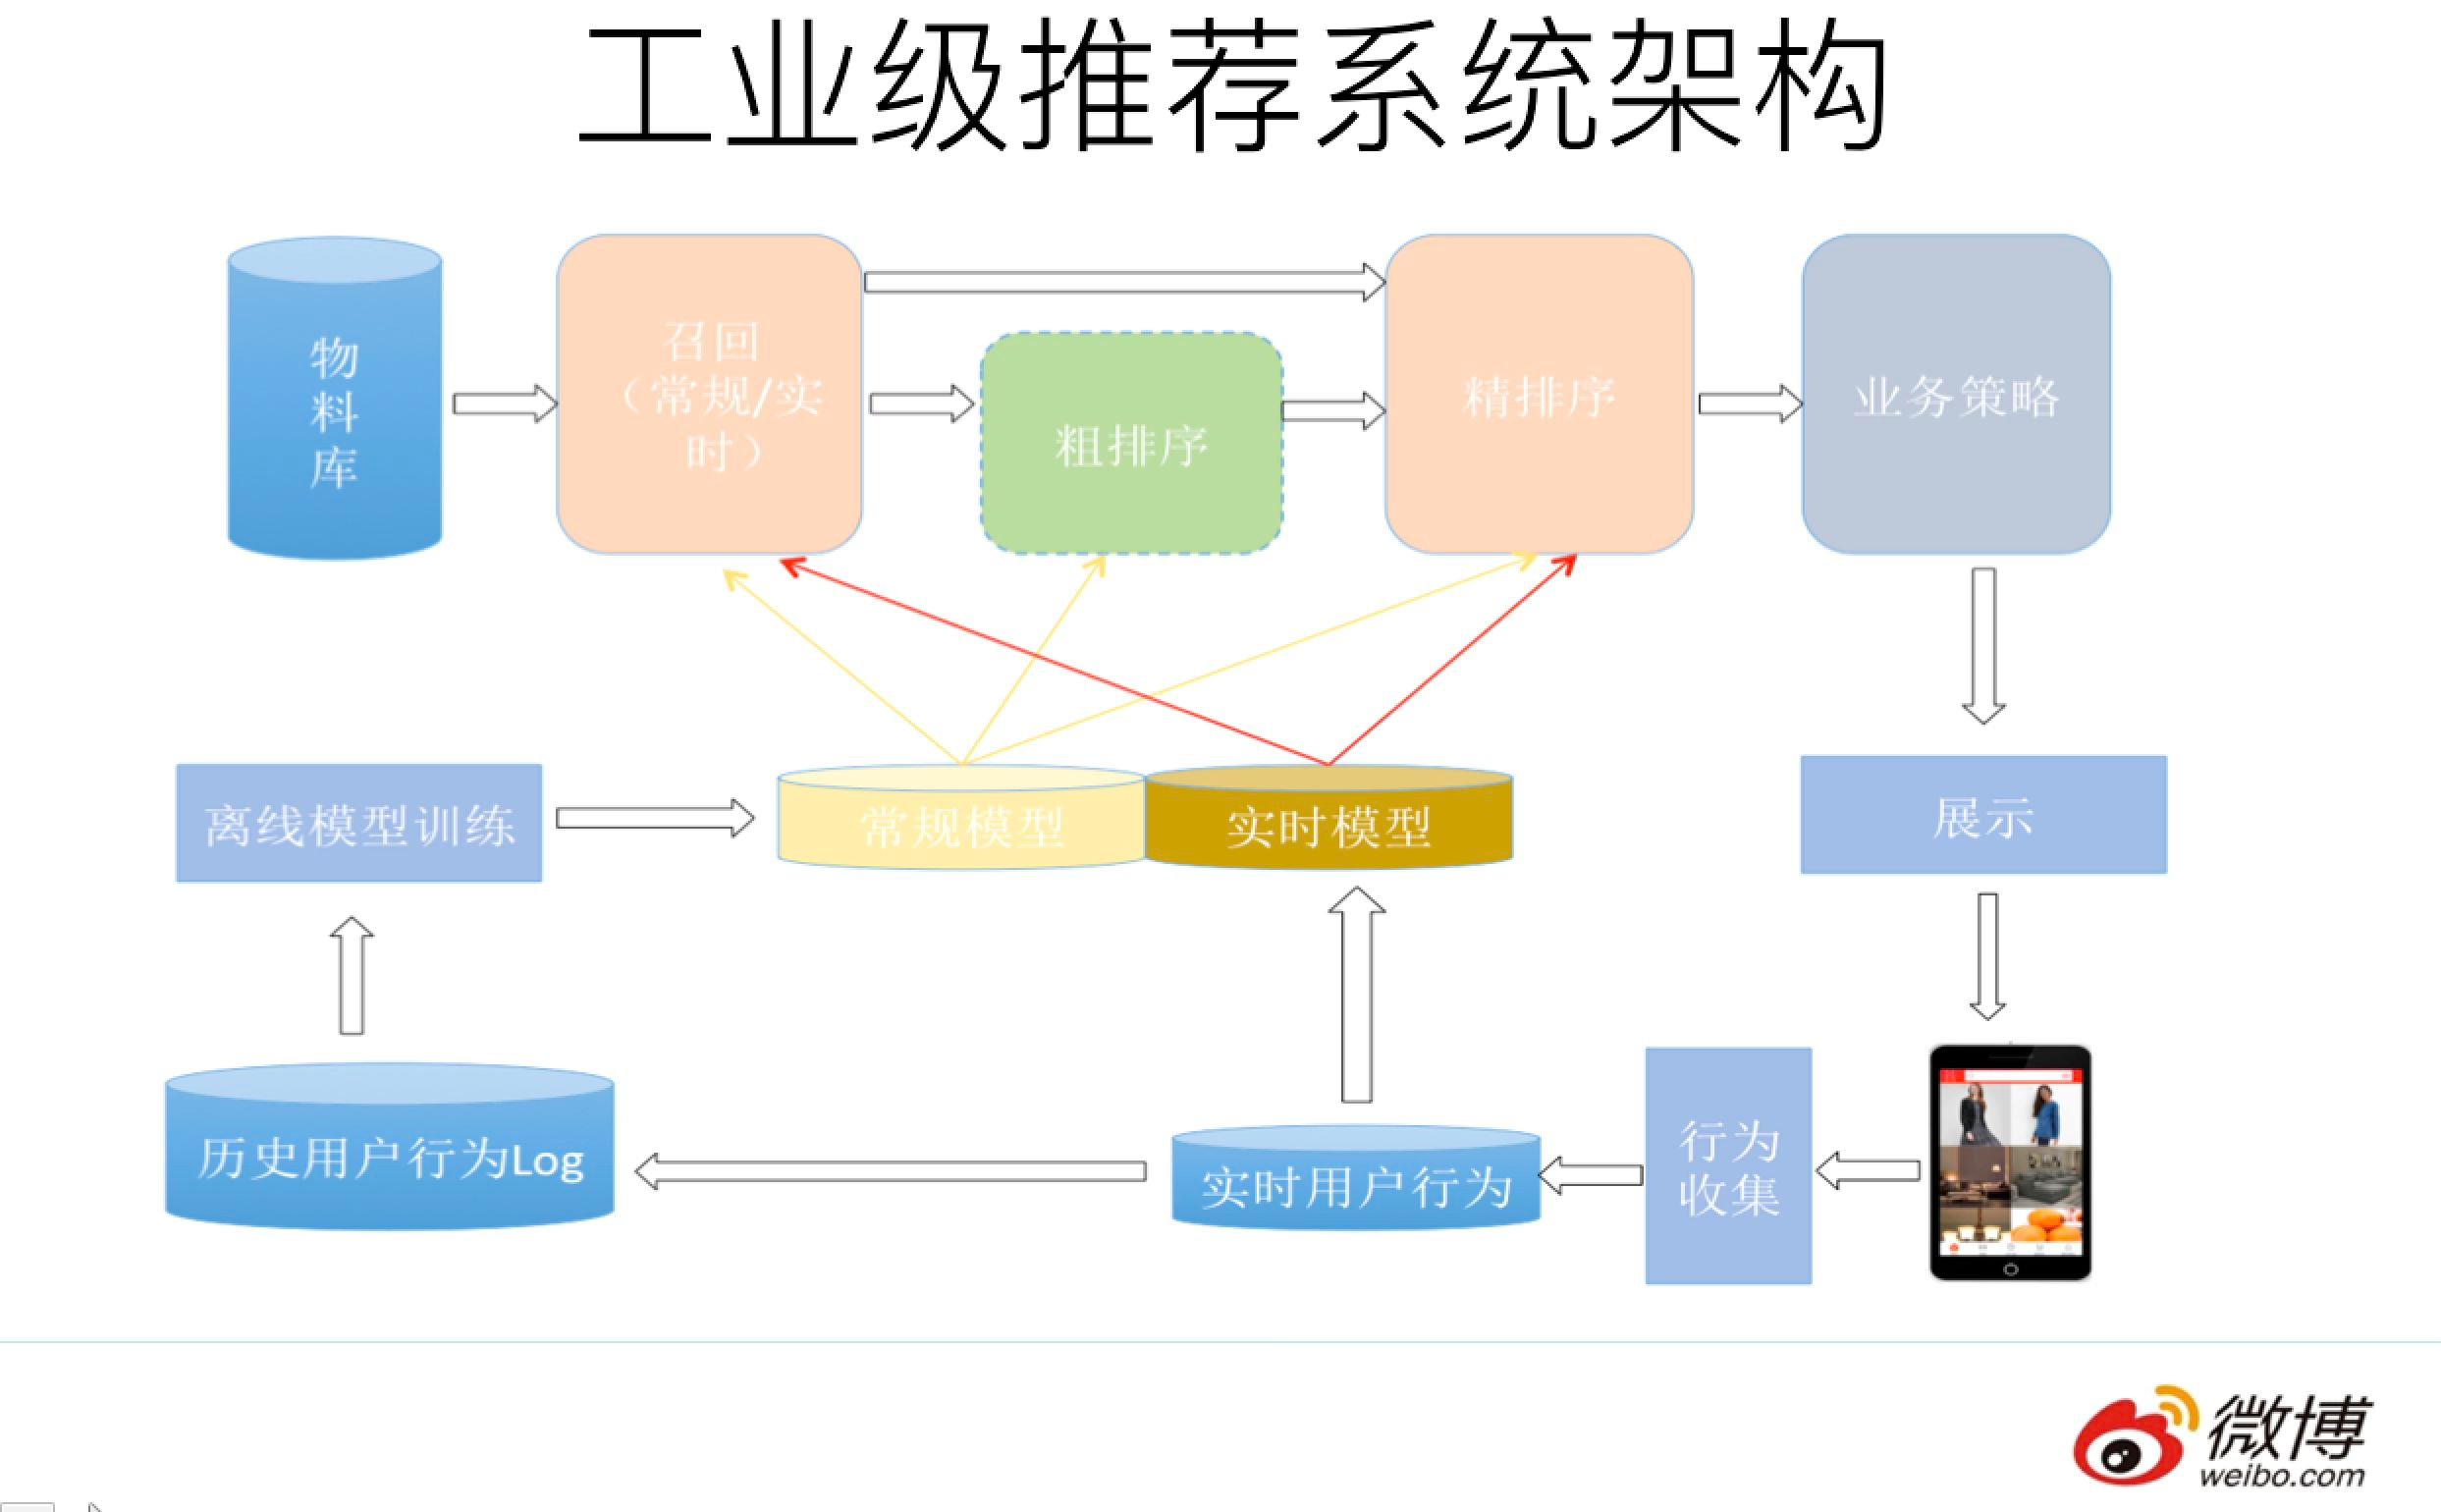 工业级推荐系统架构
物
料
库
召回
（常规/实
时）
粗排序
精排序
业务策略
离线模型训练
常规模型
实时模型
展示
历史用户行为Log
实时用户行为
行为
收集
微博
weibo.com